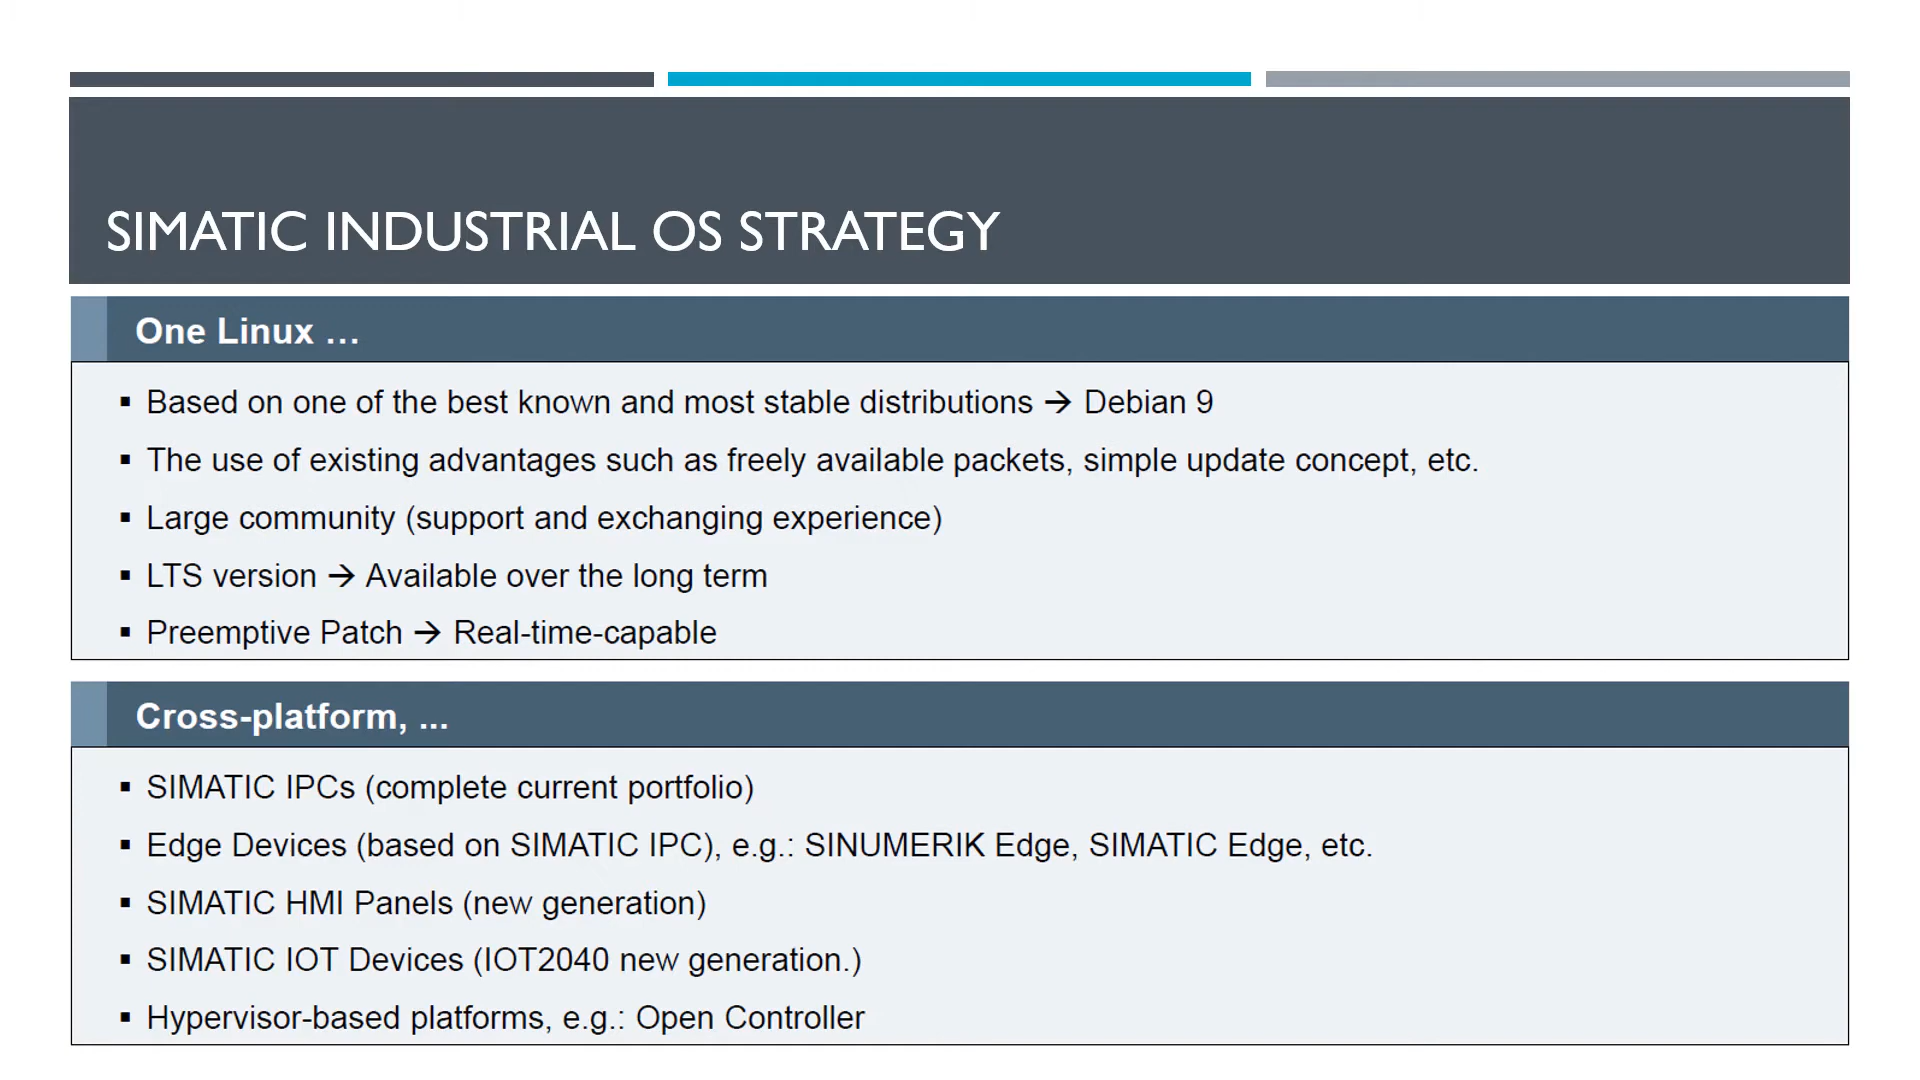 SIMATIC INDUSTRIAL OS STRATEGY
One Linux …
▪ Based on one of the best known and most stable distributions → Debian 9
▪ The use of existing advantages such as freely available packets, simple update concept, etc.
▪ Large community (support and exchanging experience)
▪ LTS version → Available over the long term
▪ Preemptive Patch → Real-time-capable
Cross-platform, ...
▪ SIMATIC IPCs (complete current portfolio)
▪ Edge Devices (based on SIMATIC IPC), e.g.: SINUMERIK Edge, SIMATIC Edge, etc.
▪ SIMATIC HMI Panels (new generation)
▪ SIMATIC IOT Devices (IOT2040 new generation.)
▪ Hypervisor-based platforms, e.g.: Open Controller